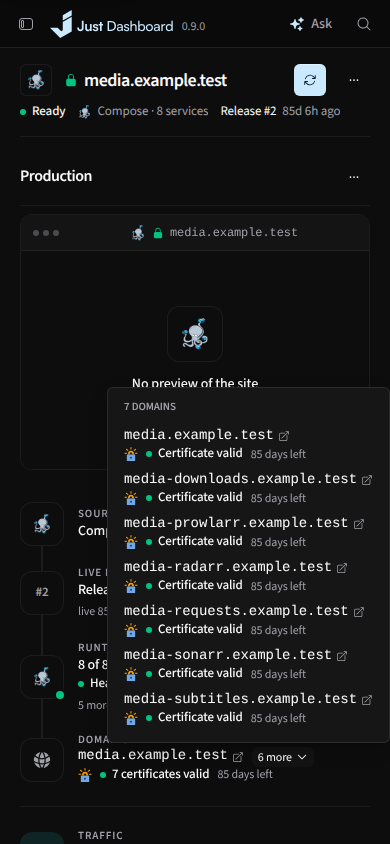 Just Dashboard 0.9.0 Ask
media.example.test
Ready Compose · 8 services Release #2 85d 6h ago
Production
media.example.test
No preview of the site
7 DOMAINS
media.example.test
Certificate valid 85 days left
media-downloads.example.test
Certificate valid 85 days left
media-prowlarr.example.test
Certificate valid 85 days left
media-radarr.example.test
Certificate valid 85 days left
media-requests.example.test
Certificate valid 85 days left
media-sonarr.example.test
Certificate valid 85 days left
media-subtitles.example.test
Certificate valid 85 days left
SOUR
Comp
#2
LIVE
Relea
live 85
RUNT
8 of 8
Hea
5 mor
DOMA
media.example.test 6 more
7 certificates valid 85 days left
TRAFFIC